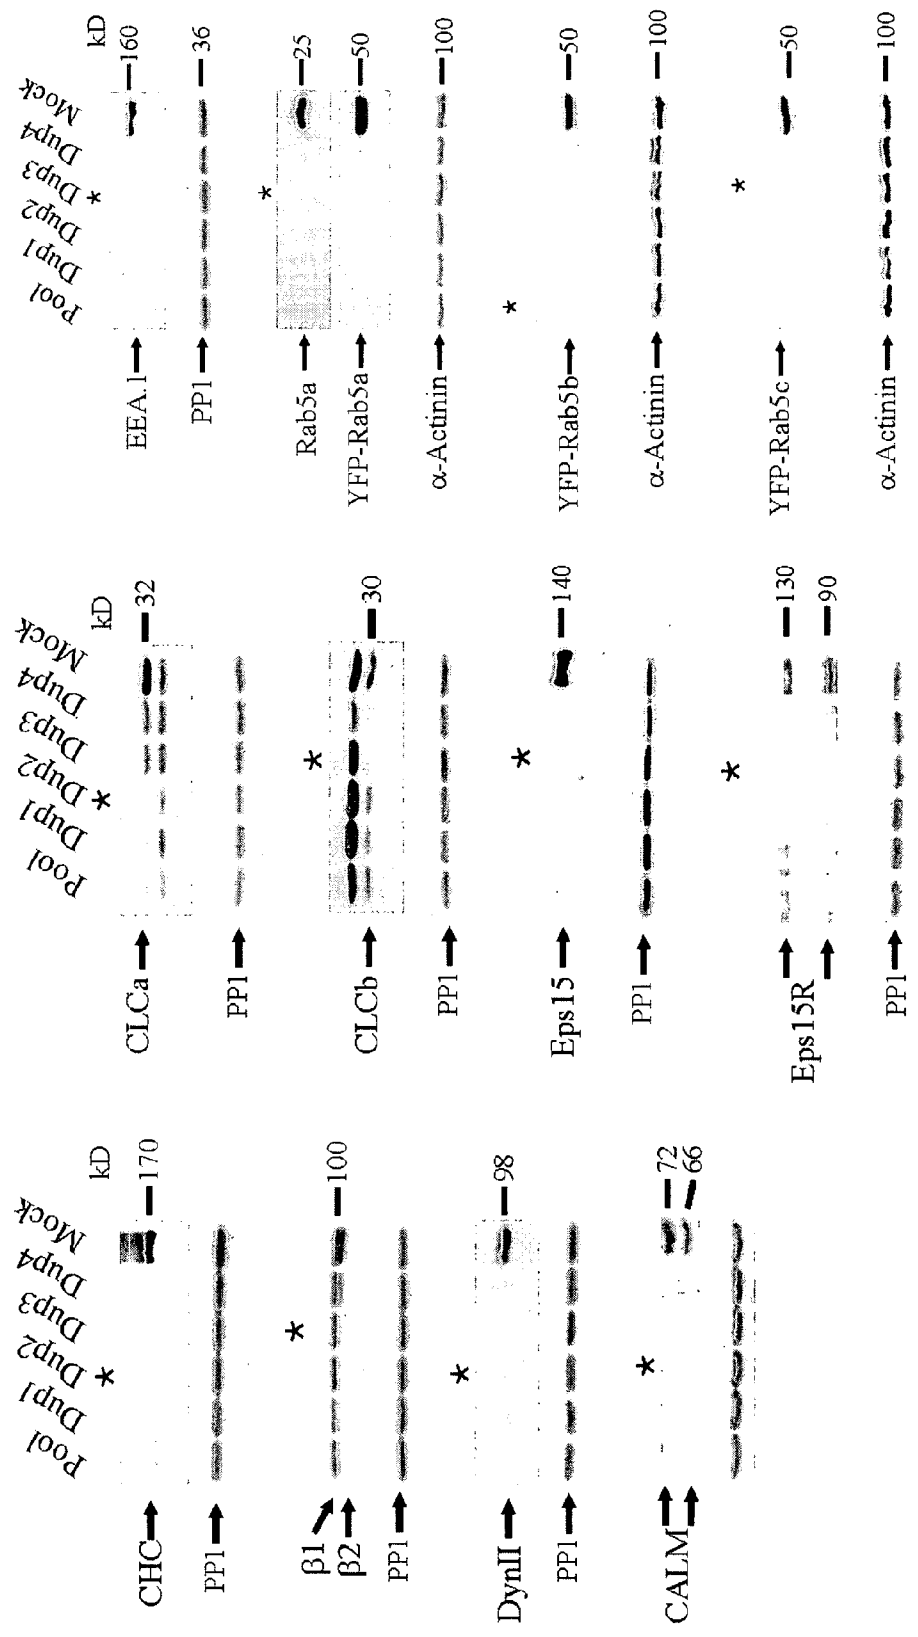 Pool Dup1 Dup2 Dup3 Dup4 Mock
kD
*
CHC 170
PP1
*
β1
β2 100
PP1
*
DynII 98
PP1
*
CALM 72
66
Pool Dup1 Dup2 Dup3 Dup4 Mock
kD
*
CLCa 32
PP1
*
CLCb 30
PP1
*
Eps15 140
PP1
*
Eps15R 130
90
PP1
Pool Dup1 Dup2 Dup3 Dup4 Mock
kD
*
EEA.1 160
PP1 36
*
Rab5a 25
YFP-Rab5a 50
α-Actinin 100
*
YFP-Rab5b 50
α-Actinin 100
*
YFP-Rab5c 50
α-Actinin 100